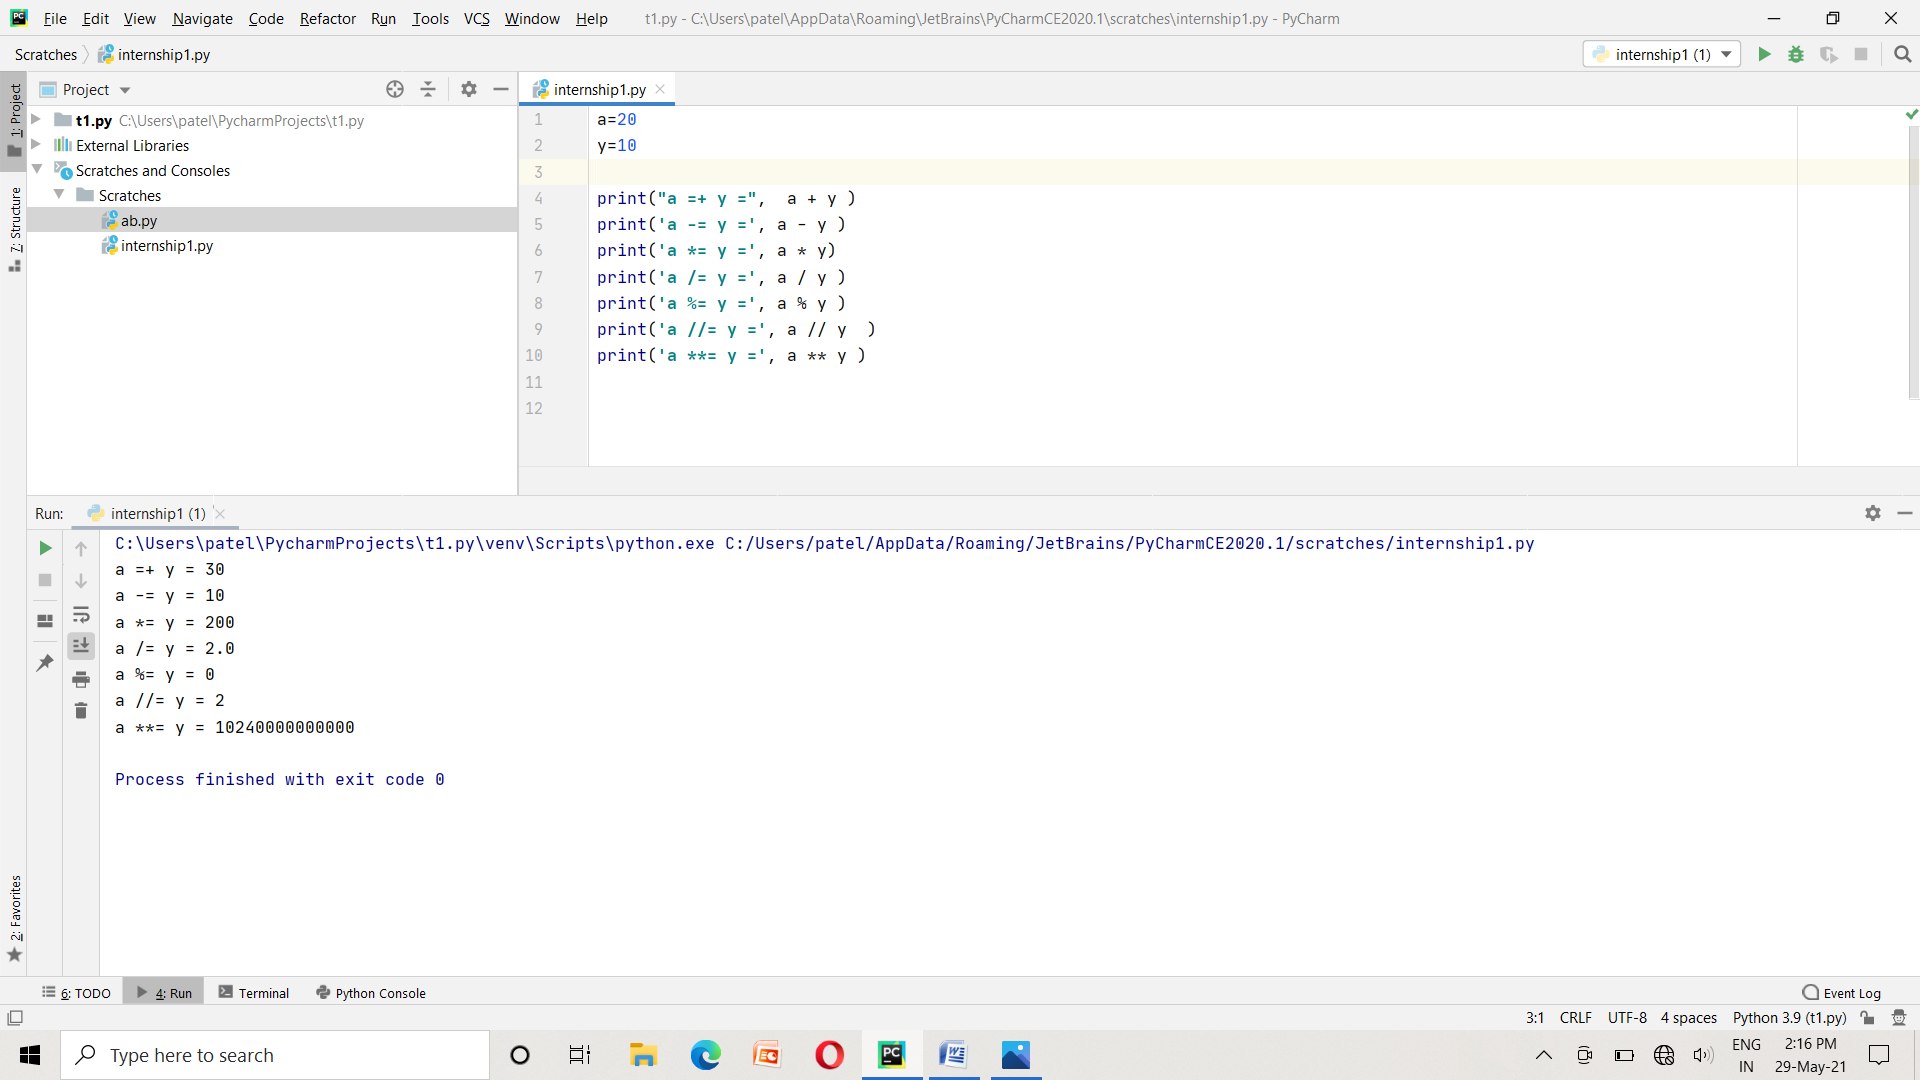 File Edit View Navigate Code Refactor Run Tools VCS Window Help t1.py - C:\Users\patel\AppData\Roaming\JetBrains\PyCharmCE2020.1\scratches\internship1.py - PyCharm
Scratches internship1.py internship1 (1)
1: Project
Project
internship1.py
t1.py C:\Users\patel\PycharmProjects\t1.py
External Libraries
Scratches and Consoles
Scratches
ab.py
internship1.py
7: Structure
1 a=20
2 y=10
3
4 print("a =+ y =",  a + y )
5 print('a -= y =', a - y )
6 print('a *= y =', a * y)
7 print('a /= y =', a / y )
8 print('a %= y =', a % y )
9 print('a //= y =', a // y  )
10 print('a **= y =', a ** y )
11
12
Run: internship1 (1)
C:\Users\patel\PycharmProjects\t1.py\venv\Scripts\python.exe C:/Users/patel/AppData/Roaming/JetBrains/PyCharmCE2020.1/scratches/internship1.py
a =+ y = 30
a -= y = 10
a *= y = 200
a /= y = 2.0
a %= y = 0
a //= y = 2
a **= y = 10240000000000
Process finished with exit code 0
2: Favorites
6: TODO 4: Run Terminal Python Console Event Log
3:1 CRLF UTF-8 4 spaces Python 3.9 (t1.py)
Type here to search
PC
W
ENG
IN
2:16 PM
29-May-21